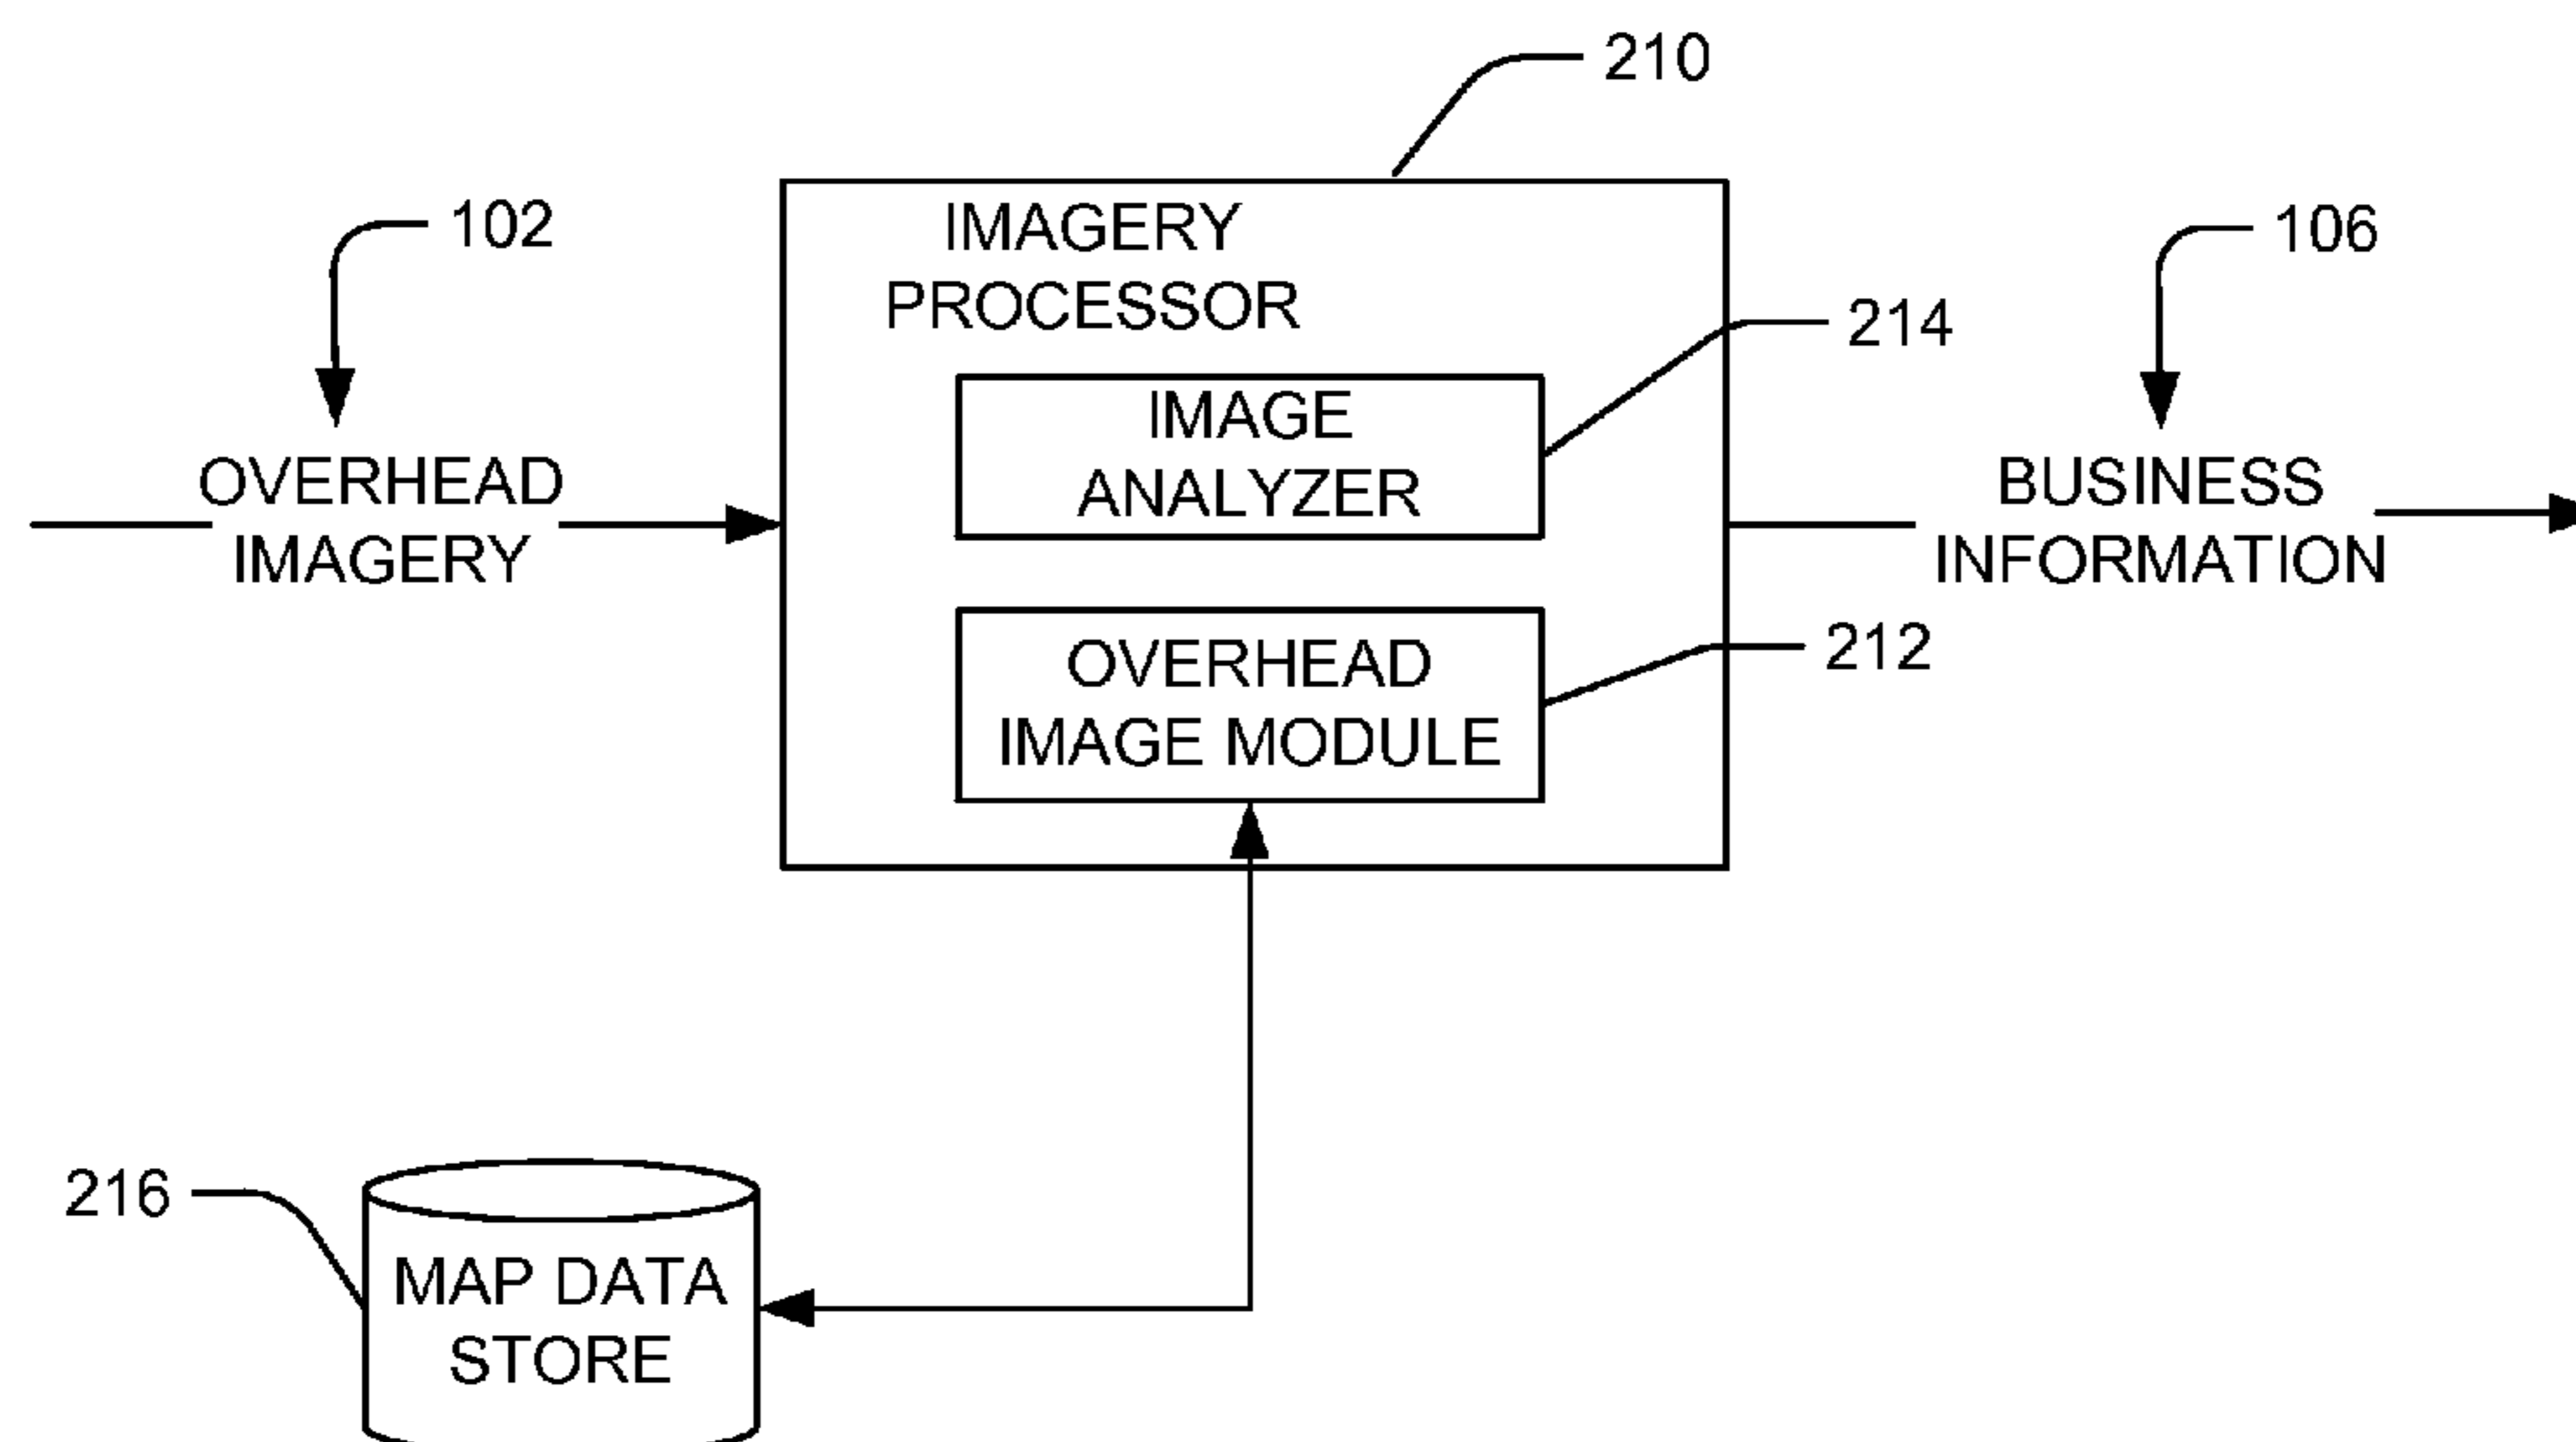 210
102
IMAGERY
PROCESSOR
106
214
IMAGE
ANALYZER
OVERHEAD
IMAGERY
BUSINESS
INFORMATION
OVERHEAD
IMAGE MODULE
212
216
MAP DATA
STORE